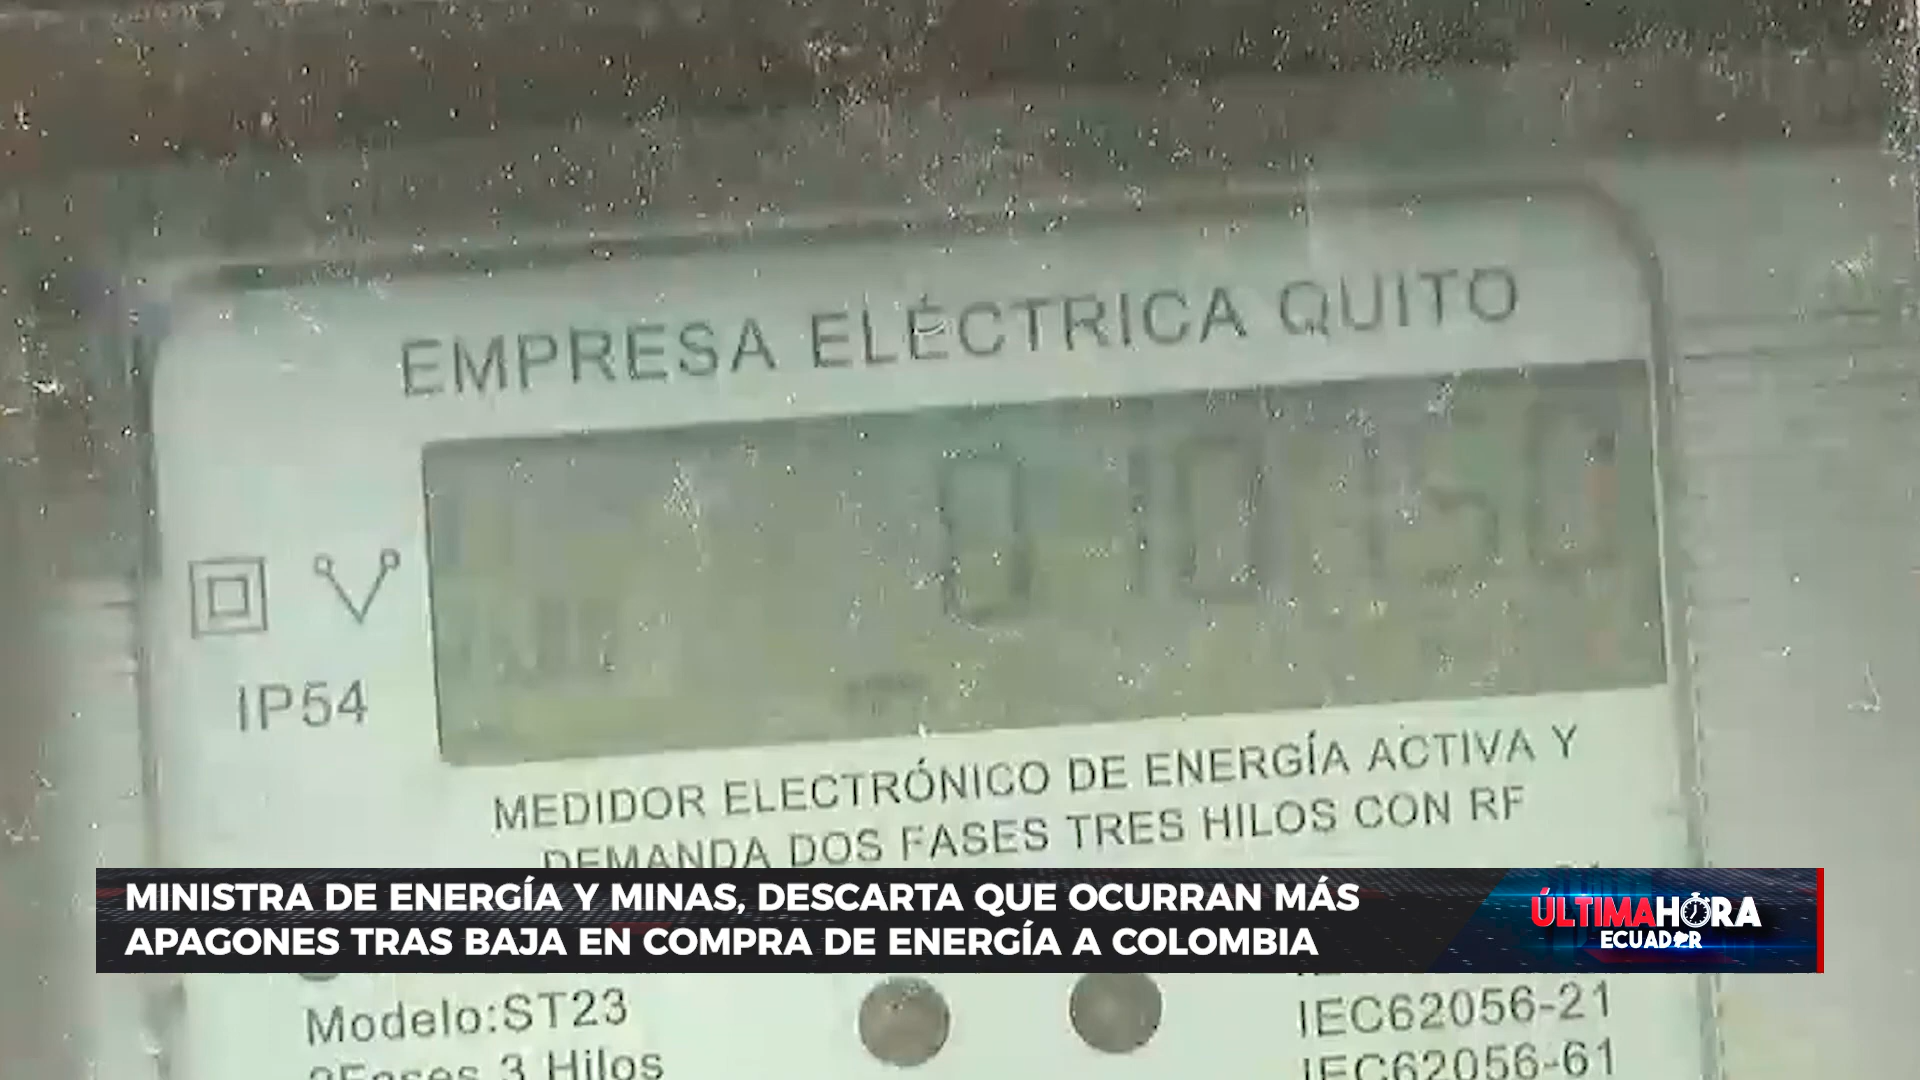 EMPRESA ELÉCTRICA QUITO
IP54
MEDIDOR ELECTRÓNICO DE ENERGÍA ACTIVA Y
DEMANDA DOS FASES TRES HILOS CON RF
MINISTRA DE ENERGÍA Y MINAS, DESCARTA QUE OCURRAN MÁS
APAGONES TRAS BAJA EN COMPRA DE ENERGÍA A COLOMBIA
ÚLTIMAHORA
ECUADOR
Modelo:ST23
IEC62056-21
3 Hilos
IEC62056-61